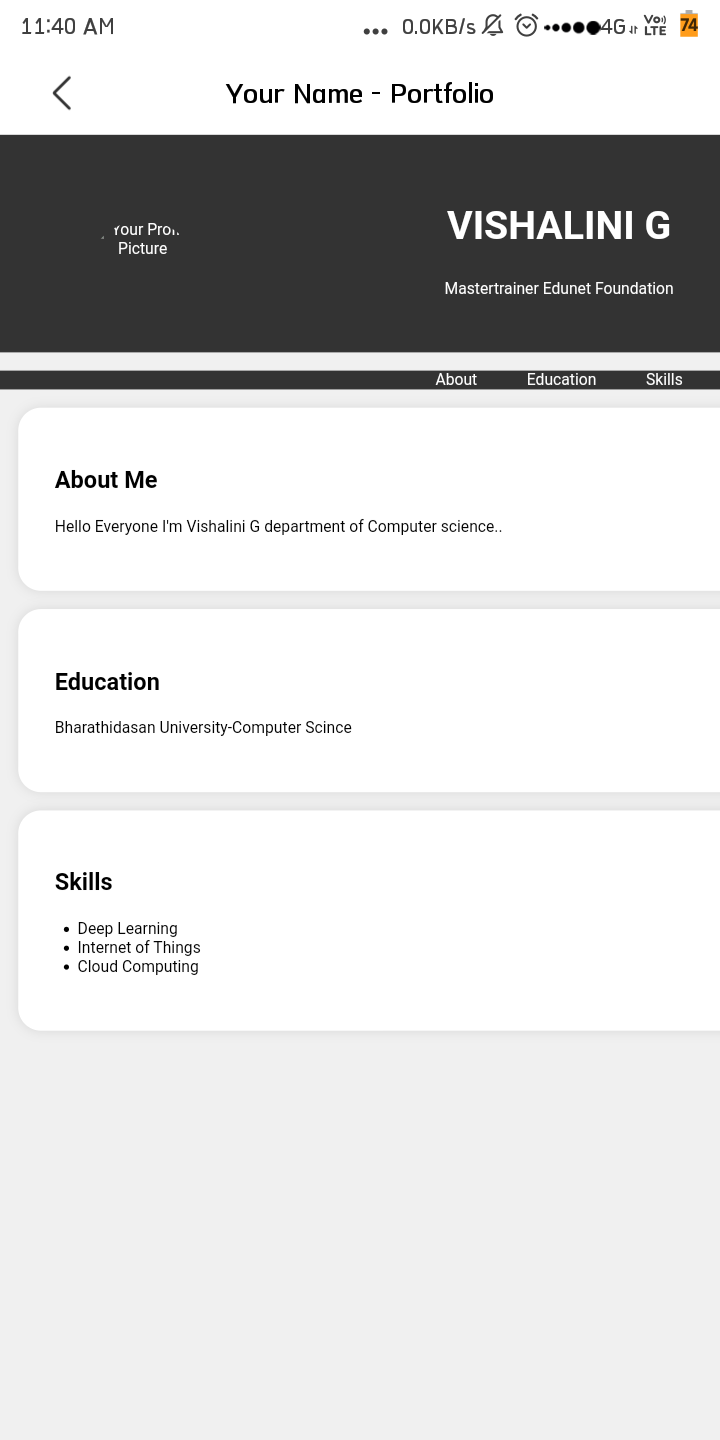 11:40 AM
... 0.0KB/s 4G Vo) LTE 74
Your Name - Portfolio
Your
Picture
VISHALINI G
Mastertrainer Edunet Foundation
About Education Skills
About Me
Hello Everyone I'm Vishalini G department of Computer science..
Education
Bharathidasan University-Computer Scince
Skills
• Deep Learning
• Internet of Things
• Cloud Computing